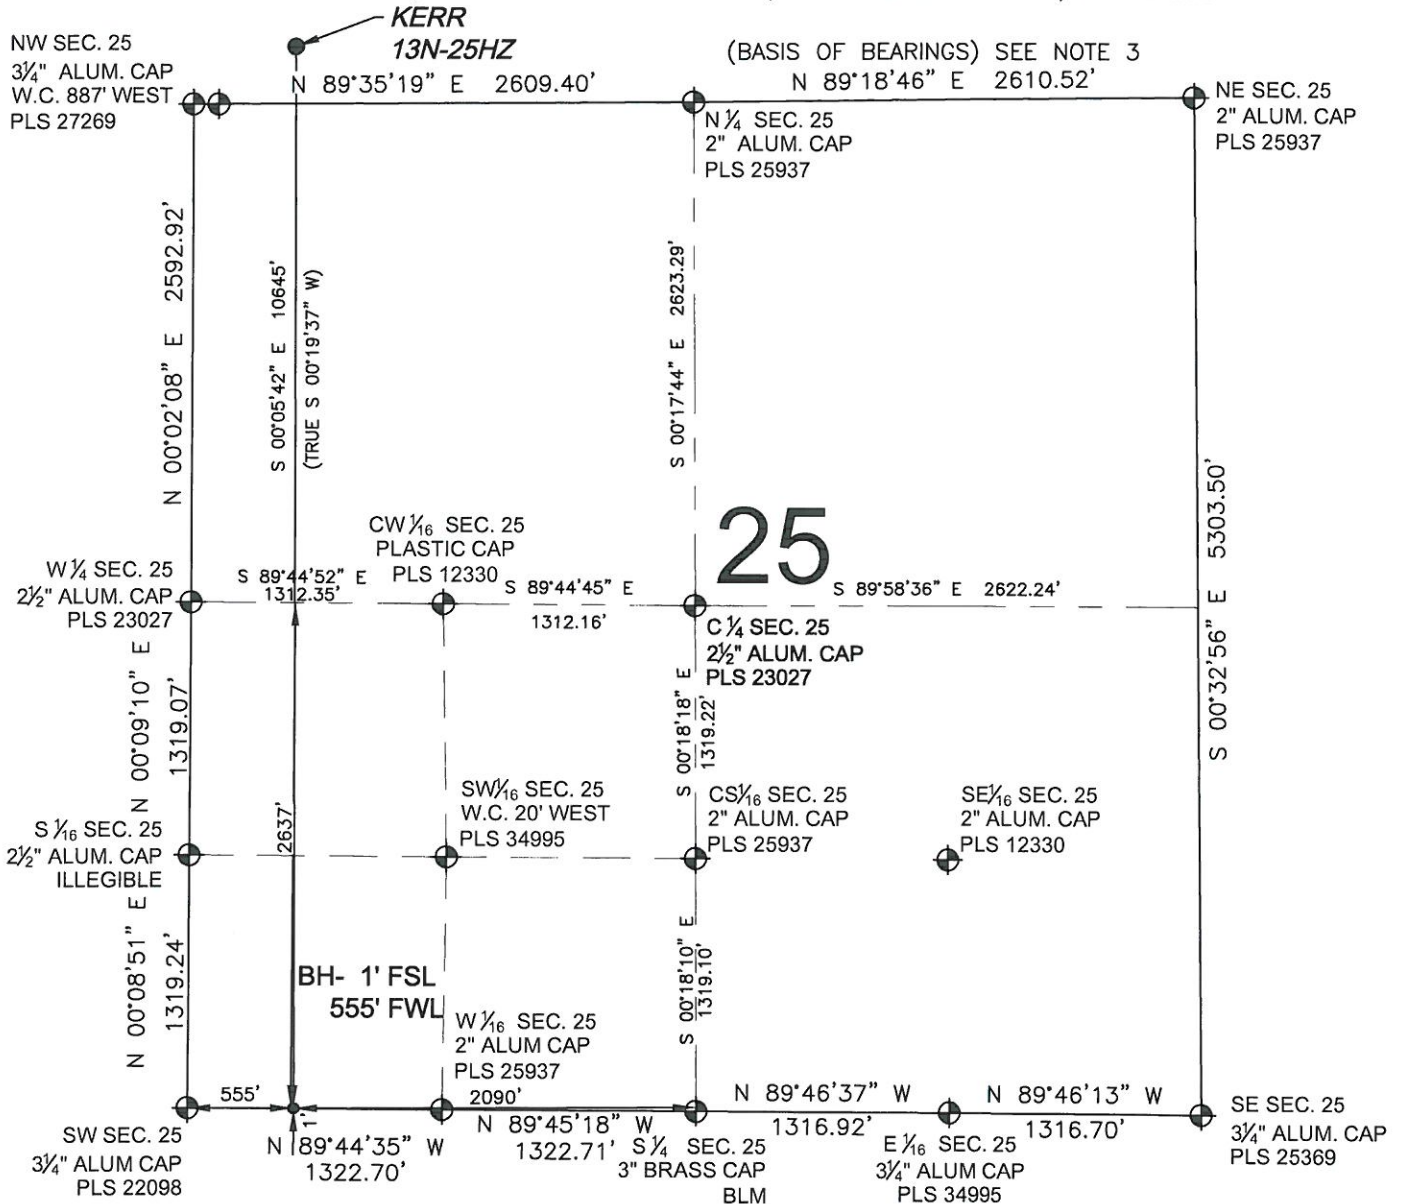 KERR
13N-25HZ
(BASIS OF BEARINGS) SEE NOTE 3
N 89°18'46" E 2610.52'
N 89°35'19" E 2609.40'
NW SEC. 25
3¼" ALUM. CAP
W.C. 887' WEST
PLS 27269
N ¼ SEC. 25
2" ALUM. CAP
PLS 25937
NE SEC. 25
2" ALUM. CAP
PLS 25937
N 00°02'08" E 2592.92'
S 00°05'42" E 10645'
(TRUE S 00°19'37" W)
S 00°17'44" E 2623.29'
S 00°32'56" E 5303.50'
25
W ¼ SEC. 25
2½" ALUM. CAP
PLS 23027
S 89°44'52" E
1312.35'
CW 1⁄16 SEC. 25
PLASTIC CAP
PLS 12330
S 89°44'45" E
1312.16'
S 89°58'36" E 2622.24'
C ¼ SEC. 25
2½" ALUM. CAP
PLS 23027
N 00°09'10" E
1319.07'
2637'
S 00°18'18" E
1319.22'
S 1⁄16 SEC. 25
2½" ALUM. CAP
ILLEGIBLE
SW1⁄16 SEC. 25
W.C. 20' WEST
PLS 34995
CS1⁄16 SEC. 25
2" ALUM. CAP
PLS 25937
SE1⁄16 SEC. 25
2" ALUM. CAP
PLS 12330
N 00°08'51" E
1319.24'
BH- 1' FSL
555' FWL
S 00°18'10" E
1319.10'
W 1⁄16 SEC. 25
2" ALUM CAP
PLS 25937
555'
1'
2090'
N 89°44'35" W
1322.70'
N 89°45'18" W
1322.71'
N 89°46'37" W
1316.92'
N 89°46'13" W
1316.70'
SW SEC. 25
3¼" ALUM CAP
PLS 22098
S ¼ SEC. 25
3" BRASS CAP
BLM
E 1⁄16 SEC. 25
3¼" ALUM CAP
PLS 34995
SE SEC. 25
3¼" ALUM. CAP
PLS 25369